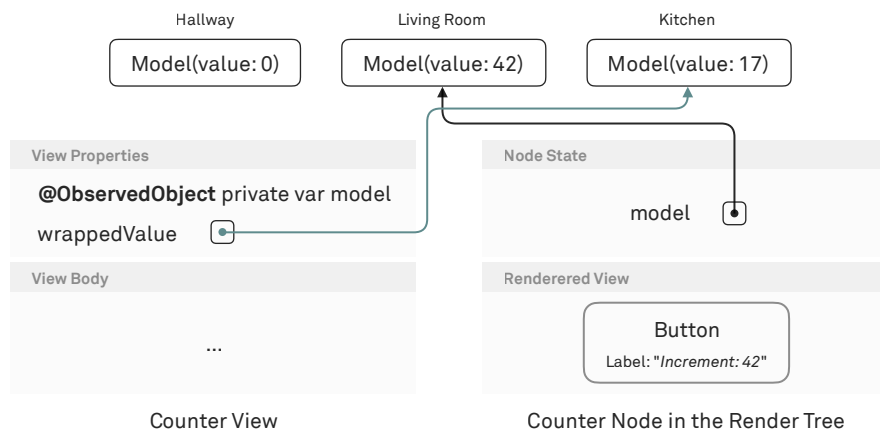 Hallway
Living Room
Kitchen
Model(value: 0)
Model(value: 42)
Model(value: 17)
View Properties
@ObservedObject private var model
wrappedValue
View Body
...
Counter View
Node State
model
Renderered View
Button
Label: "Increment: 42"
Counter Node in the Render Tree